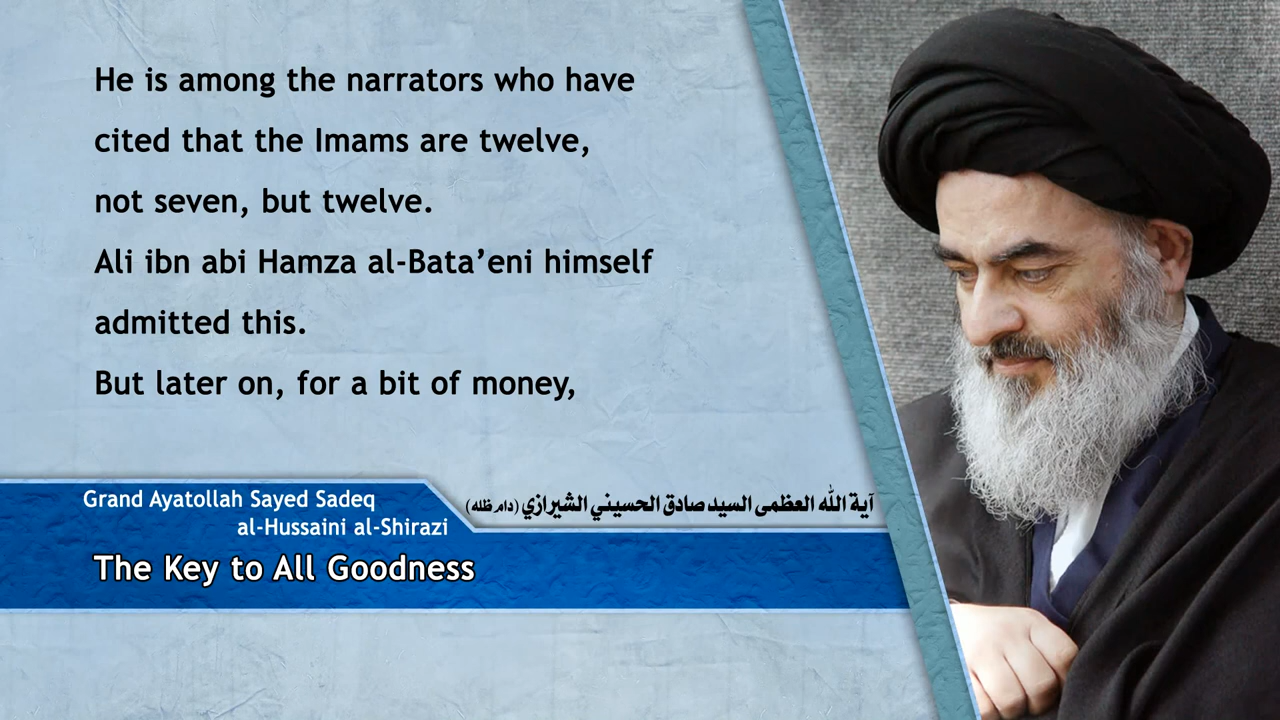 He is among the narrators who have
cited that the Imams are twelve,
not seven, but twelve.
Ali ibn abi Hamza al-Bata’eni himself
admitted this.
But later on, for a bit of money,
Grand Ayatollah Sayed Sadeq
al-Hussaini al-Shirazi
آية الله العظمى السيد صادق الحسيني الشيرازي (دام ظله)
The Key to All Goodness